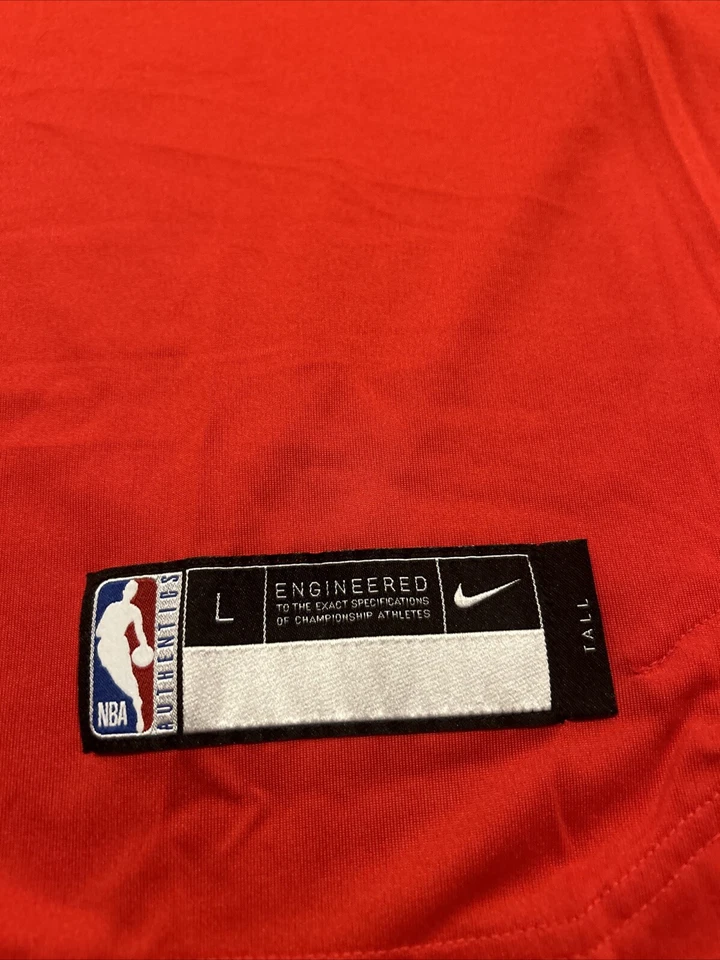 NBA
AUTHENTICS
L
ENGINEERED
TO THE EXACT SPECIFICATIONS
OF CHAMPIONSHIP ATHLETES
TALL